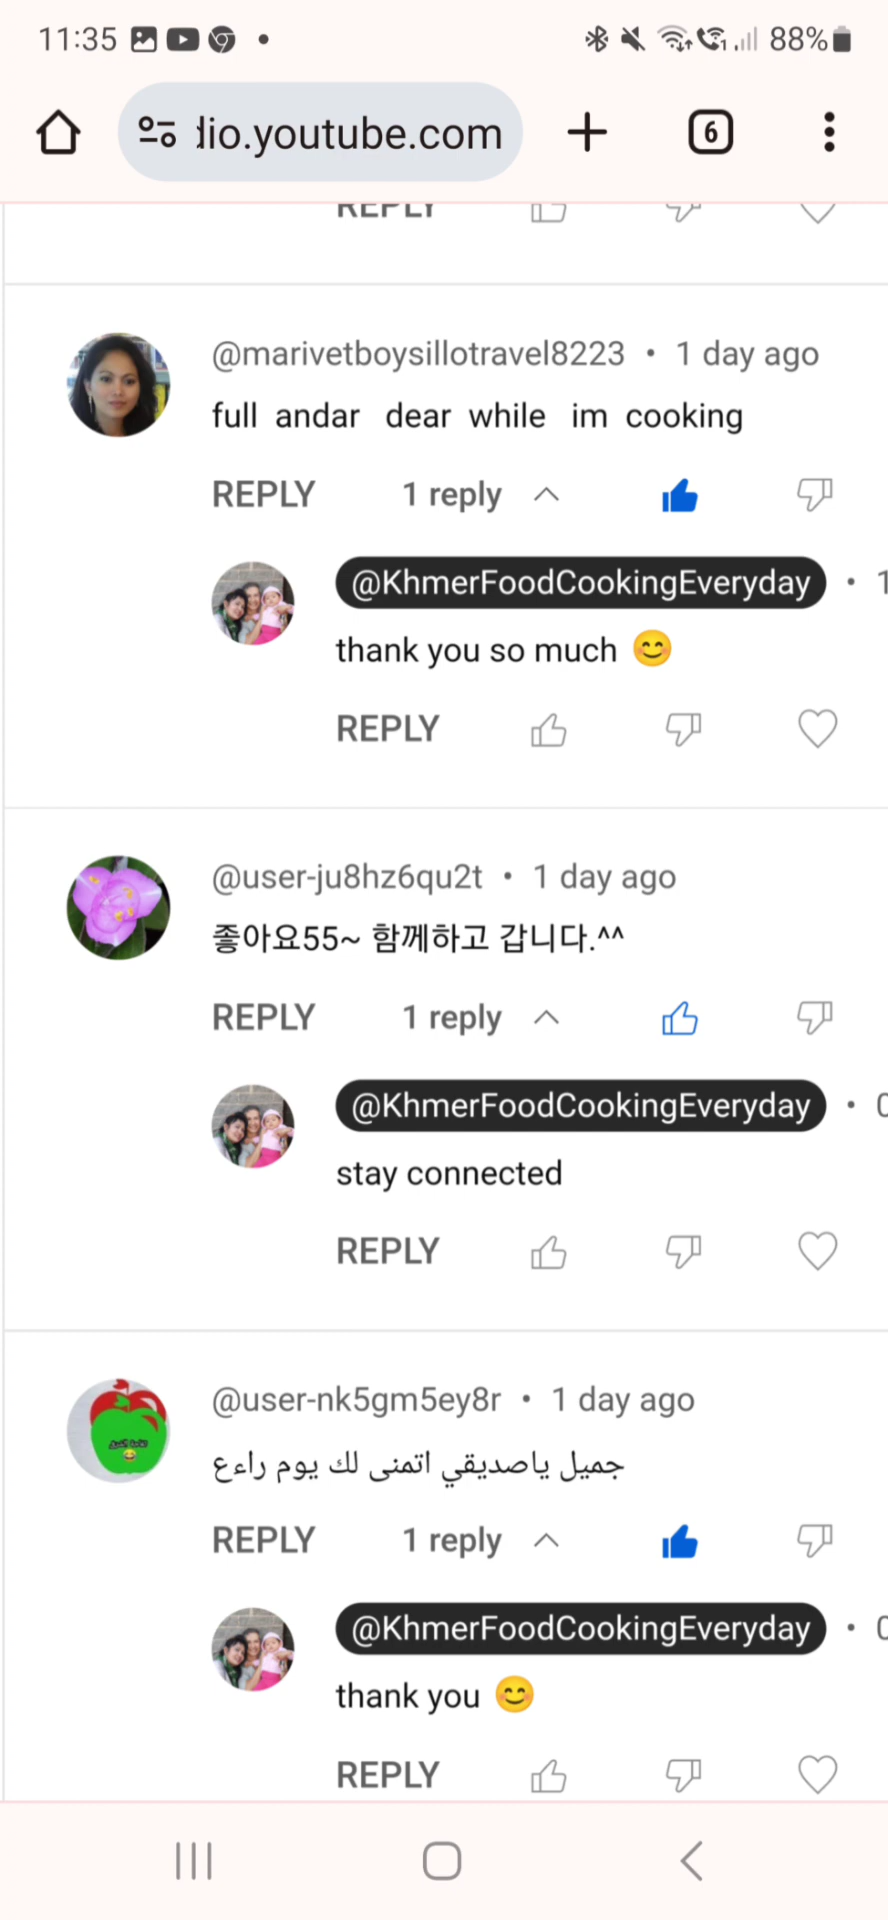 11:35 88%
dio.youtube.com 6
REPLY
@marivetboysillotravel8223 • 1 day ago
full andar dear while im cooking
REPLY 1 reply
@KhmerFoodCookingEveryday • 1
thank you so much 😊
REPLY
@user-ju8hz6qu2t • 1 day ago
좋아요55~ 함께하고 갑니다.^^
REPLY 1 reply
@KhmerFoodCookingEveryday •
stay connected
REPLY
@user-nk5gm5ey8r • 1 day ago
جميل ياصديقي اتمنى لك يوم راءع
REPLY 1 reply
@KhmerFoodCookingEveryday •
thank you 😊
REPLY